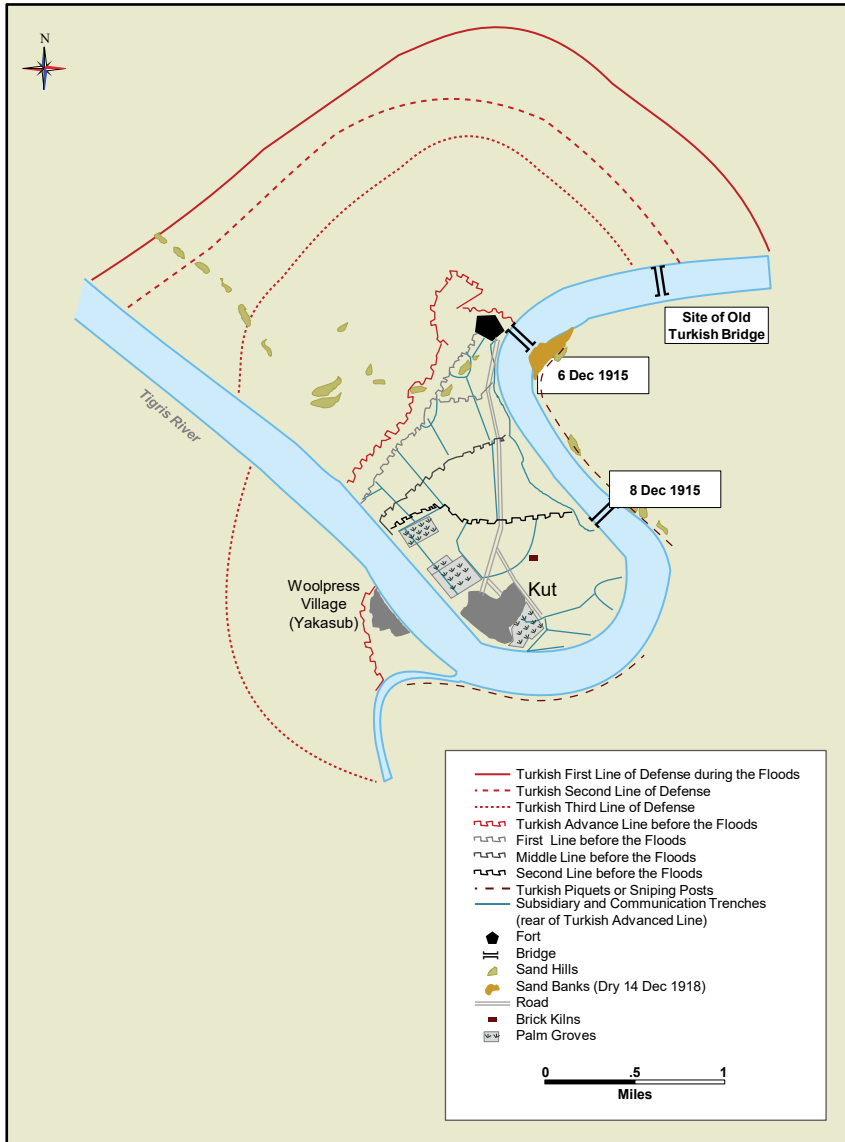 N
Site of Old
Turkish Bridge
6 Dec 1915
Tigris River
8 Dec 1915
Woolpress
Village
(Yakasub)
Kut
Turkish First Line of Defense during the Floods
Turkish Second Line of Defense
Turkish Third Line of Defense
Turkish Advance Line before the Floods
First Line before the Floods
Middle Line before the Floods
Second Line before the Floods
Turkish Piquets or Sniping Posts
Subsidiary and Communication Trenches
(rear of Turkish Advanced Line)
Fort
Bridge
Sand Hills
Sand Banks (Dry 14 Dec 1918)
Road
Brick Kilns
Palm Groves
0 .5 1
Miles